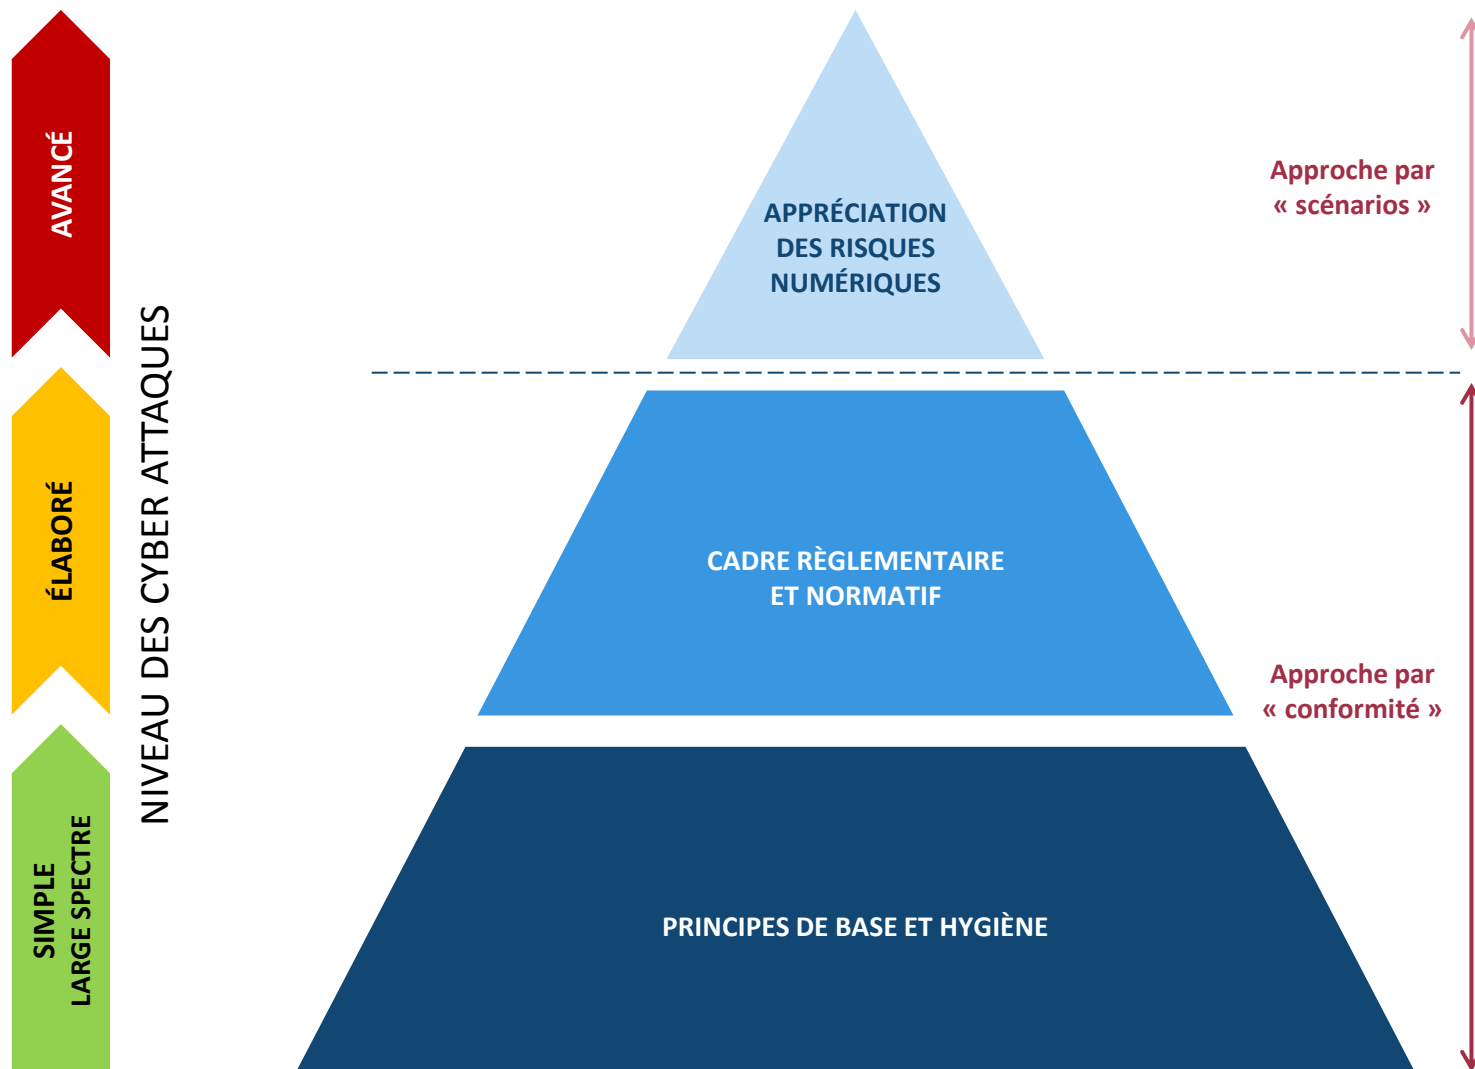 AVANCÉ
ÉLABORÉ
SIMPLE
LARGE SPECTRE
NIVEAU DES CYBER ATTAQUES
APPRÉCIATION
DES RISQUES
NUMÉRIQUES
CADRE RÈGLEMENTAIRE
ET NORMATIF
PRINCIPES DE BASE ET HYGIÈNE
Approche par
« scénarios »
Approche par
« conformité »